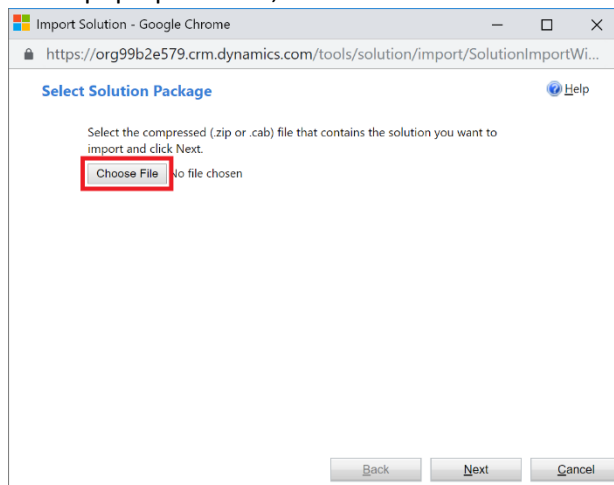 Import Solution - Google Chrome
https://org99b2e579.crm.dynamics.com/tools/solution/import/SolutionImportWi...
Select Solution Package
Help
Select the compressed (.zip or .cab) file that contains the solution you want to
import and click Next.
Choose File No file chosen
Back Next Cancel